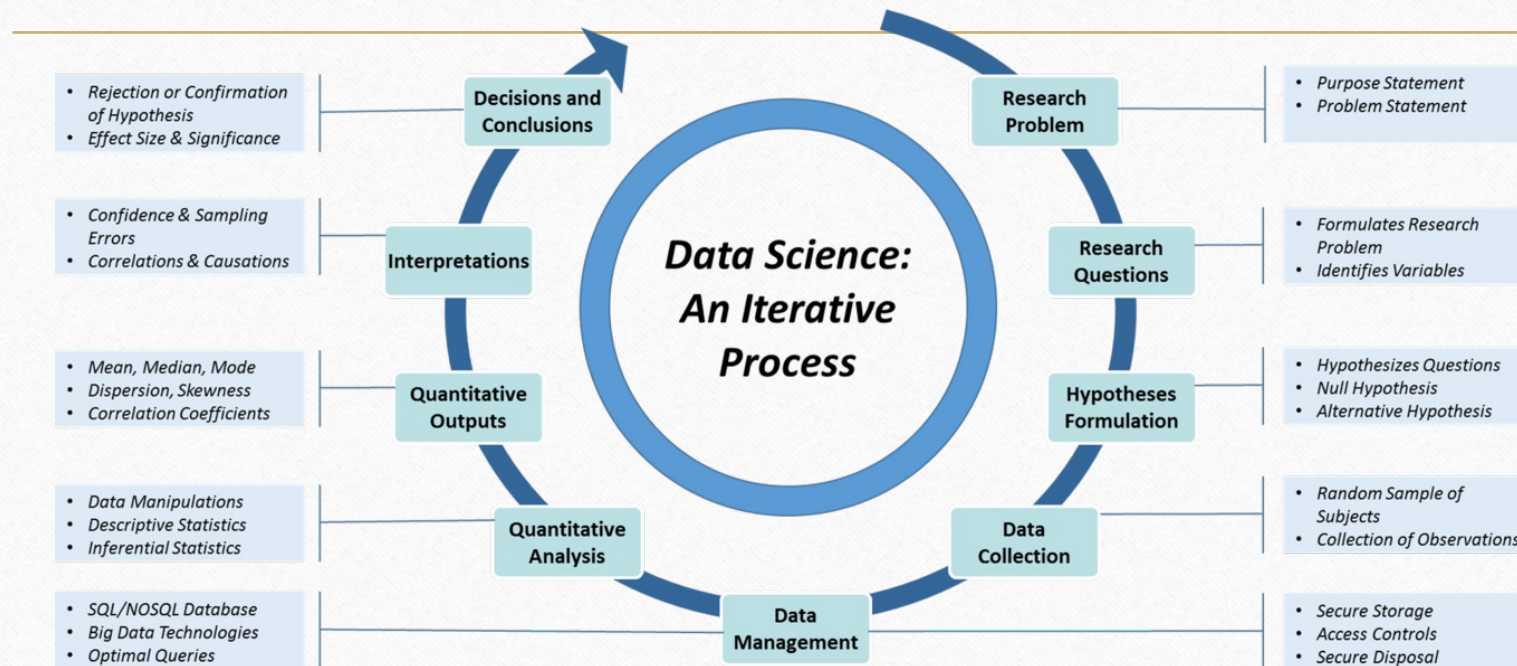 Data Science:
An Iterative
Process
Research
Problem
• Purpose Statement
• Problem Statement
Research
Questions
• Formulates Research
Problem
• Identifies Variables
Hypotheses
Formulation
• Hypothesizes Questions
• Null Hypothesis
• Alternative Hypothesis
Data
Collection
• Random Sample of
Subjects
• Collection of Observations
Data
Management
• Secure Storage
• Access Controls
• Secure Disposal
• SQL/NOSQL Database
• Big Data Technologies
• Optimal Queries
Quantitative
Analysis
• Data Manipulations
• Descriptive Statistics
• Inferential Statistics
Quantitative
Outputs
• Mean, Median, Mode
• Dispersion, Skewness
• Correlation Coefficients
Interpretations
• Confidence & Sampling
Errors
• Correlations & Causations
Decisions and
Conclusions
• Rejection or Confirmation
of Hypothesis
• Effect Size & Significance